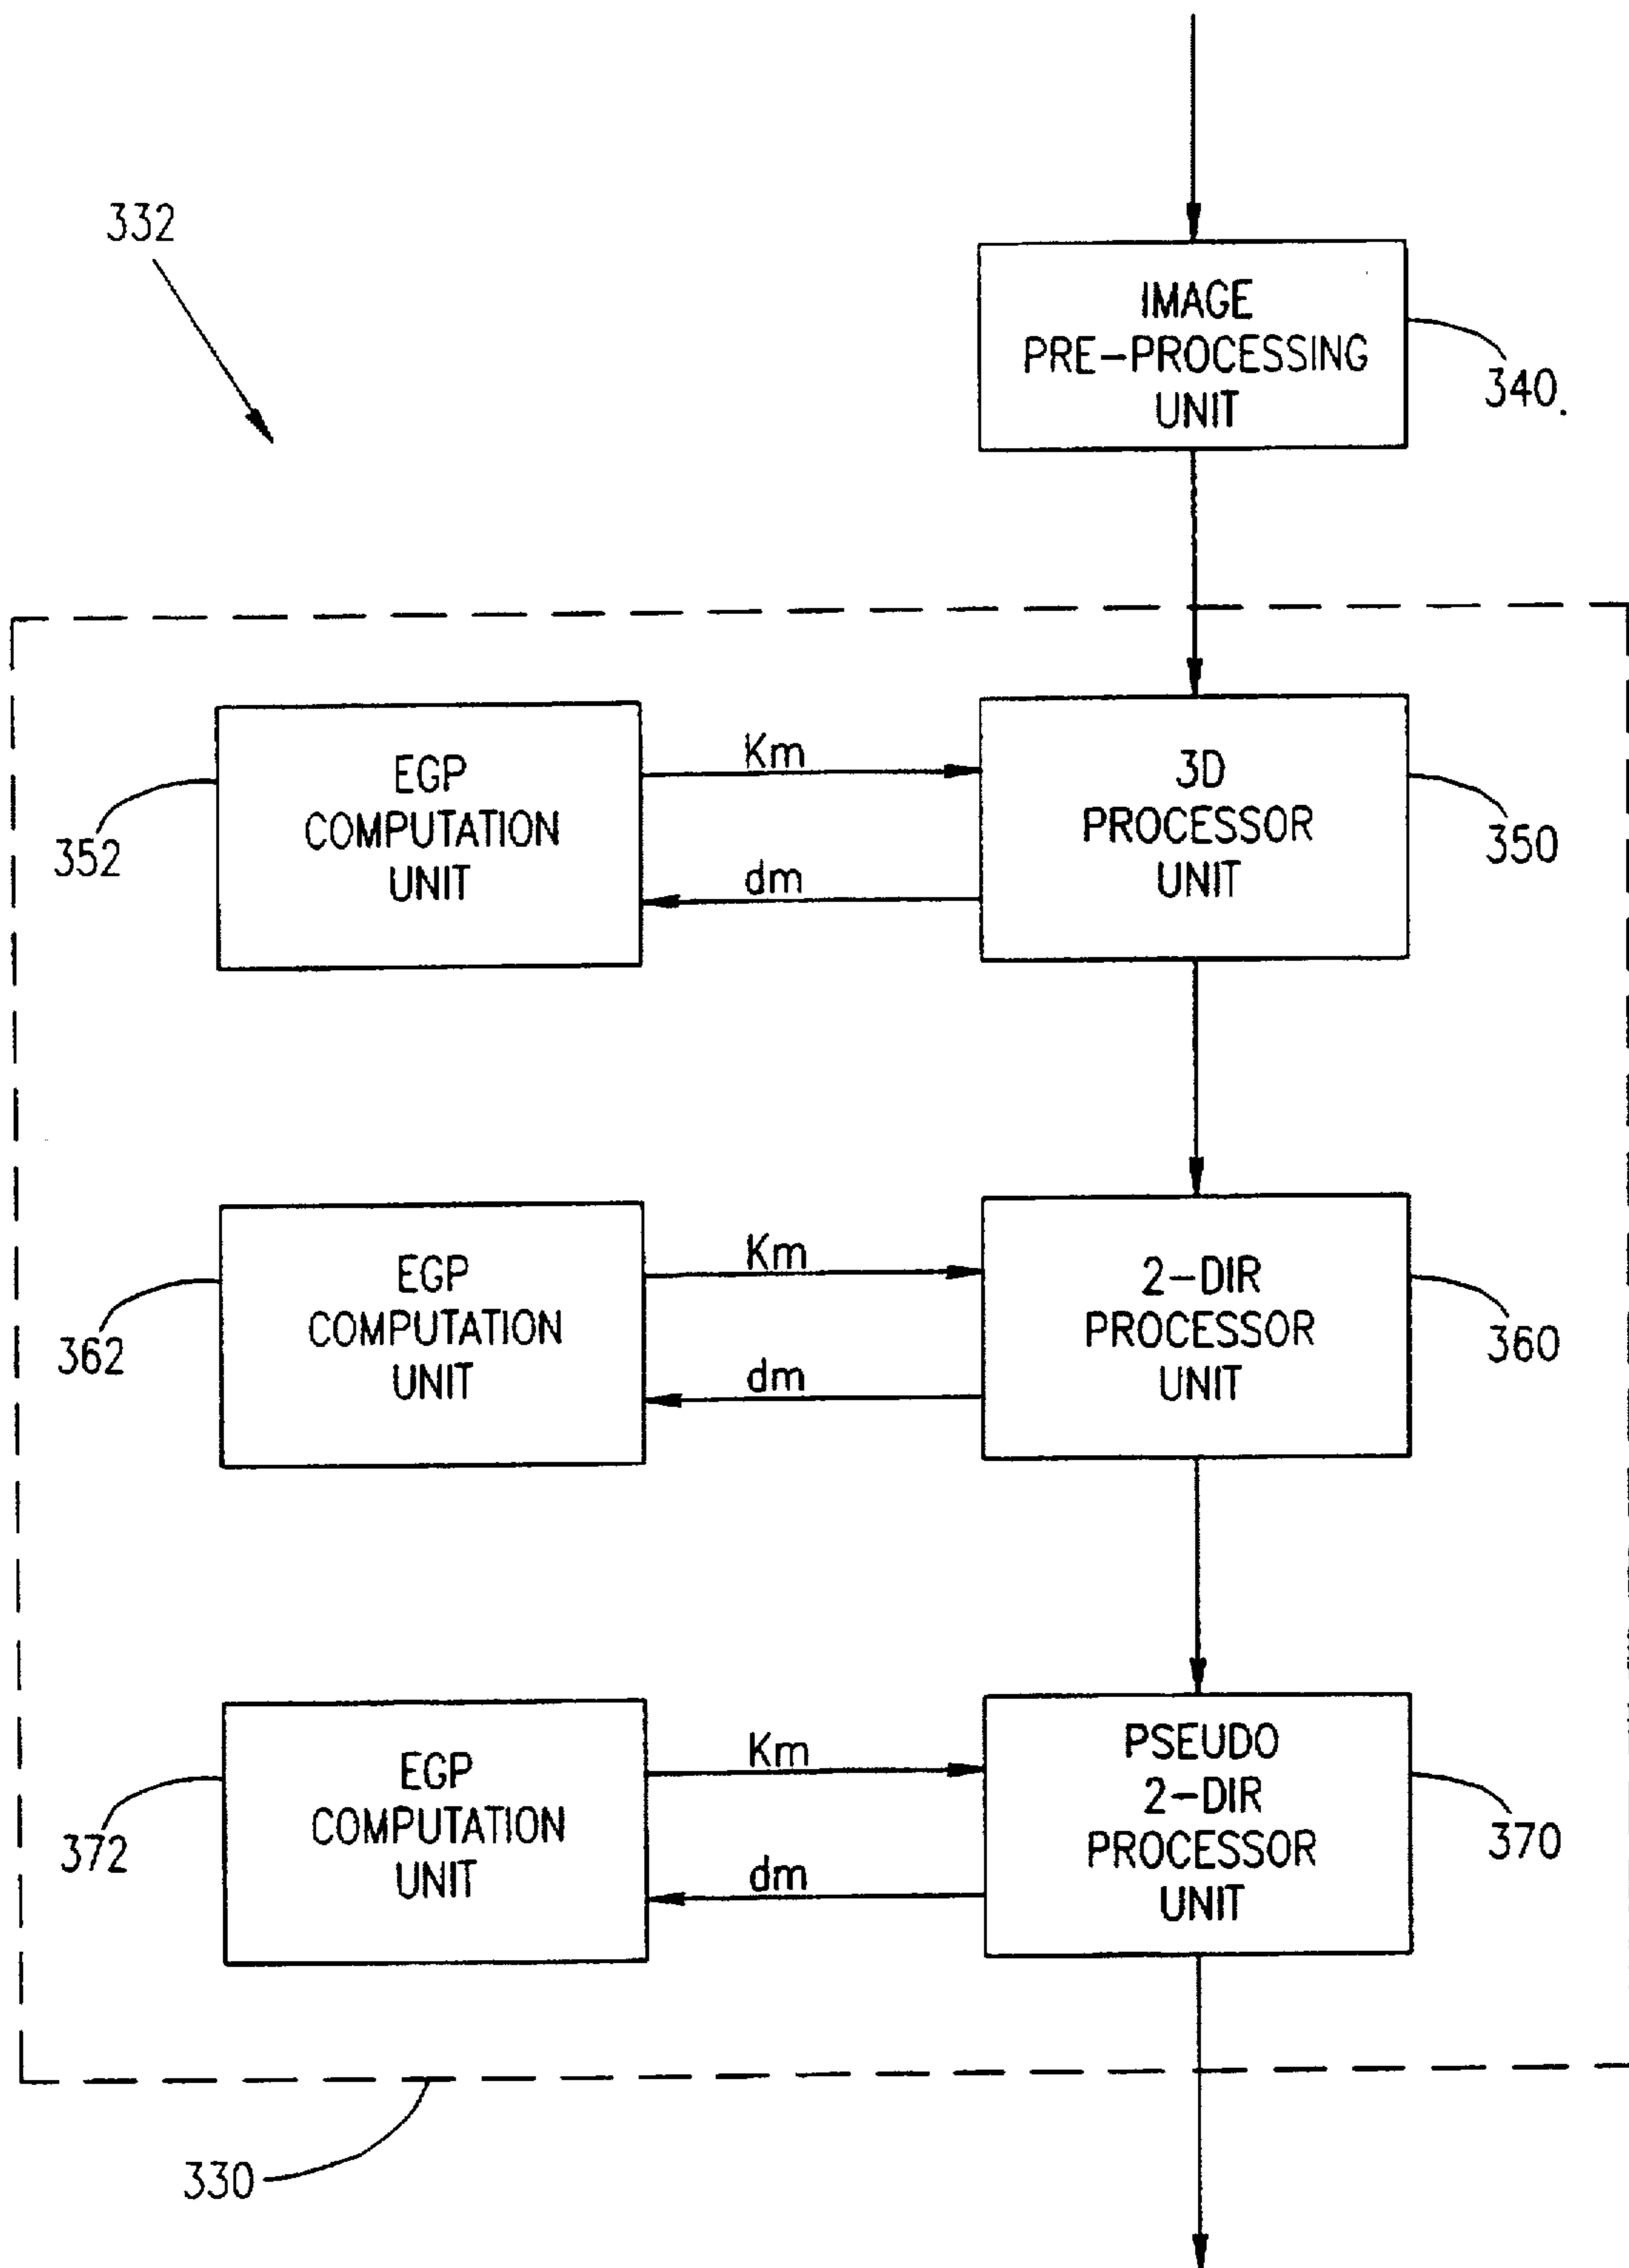 332
IMAGE
PRE-PROCESSING
UNIT
340.
EGP
COMPUTATION
UNIT
352
Km
dm
3D
PROCESSOR
UNIT
350
EGP
COMPUTATION
UNIT
362
Km
dm
2-DIR
PROCESSOR
UNIT
360
EGP
COMPUTATION
UNIT
372
Km
dm
PSEUDO
2-DIR
PROCESSOR
UNIT
370
330